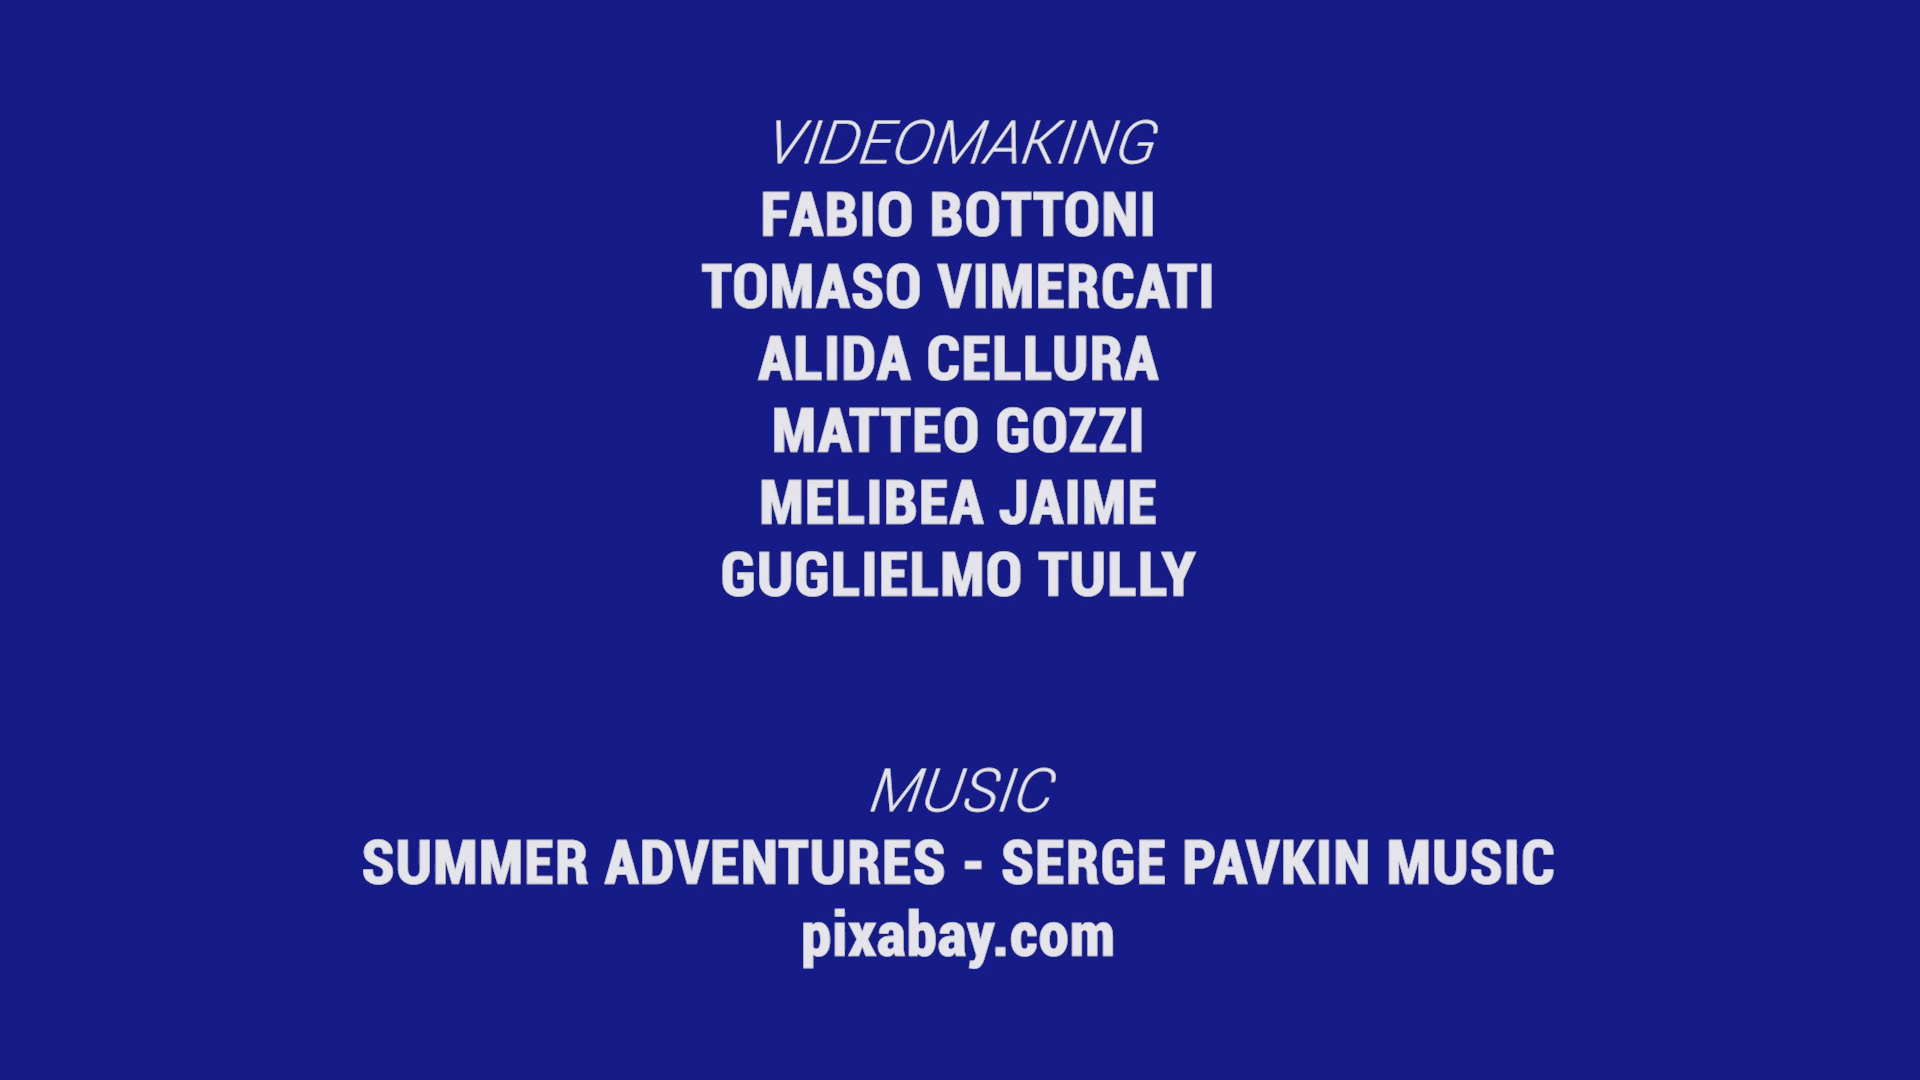 VIDEOMAKING
FABIO BOTTONI
TOMASO VIMERCATI
ALIDA CELLURA
MATTEO GOZZI
MELIBEA JAIME
GUGLIELMO TULLY
MUSIC
SUMMER ADVENTURES - SERGE PAVKIN MUSIC
pixabay.com